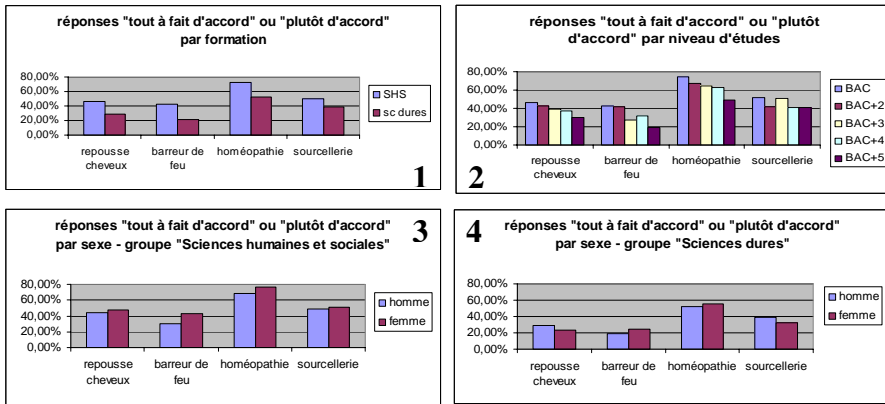 réponses "tout à fait d'accord" ou "plutôt d'accord"
par formation
80,00%
60,00%
40,00%
20,00%
0,00%
repousse
cheveux
barreur de
feu
homéopathie
sourcellerie
SHS
sc dures
1
réponses "tout à fait d'accord" ou "plutôt
d'accord" par niveau d'études
80,00%
60,00%
40,00%
20,00%
0,00%
repousse
cheveux
barreur de
feu
homéopathie
sourcellerie
BAC
BAC+2
BAC+3
BAC+4
BAC+5
2
réponses "tout à fait d'accord" ou "plutôt d'accord"
par sexe - groupe "Sciences humaines et sociales"
3
80,00%
60,00%
40,00%
20,00%
0,00%
repousse
cheveux
barreur de
feu
homéopathie
sourcellerie
homme
femme
4
réponses "tout à fait d'accord" ou "plutôt d'accord"
par sexe - groupe "Sciences dures"
80,00%
60,00%
40,00%
20,00%
0,00%
repousse
cheveux
barreur de
feu
homéopathie
sourcellerie
homme
femme